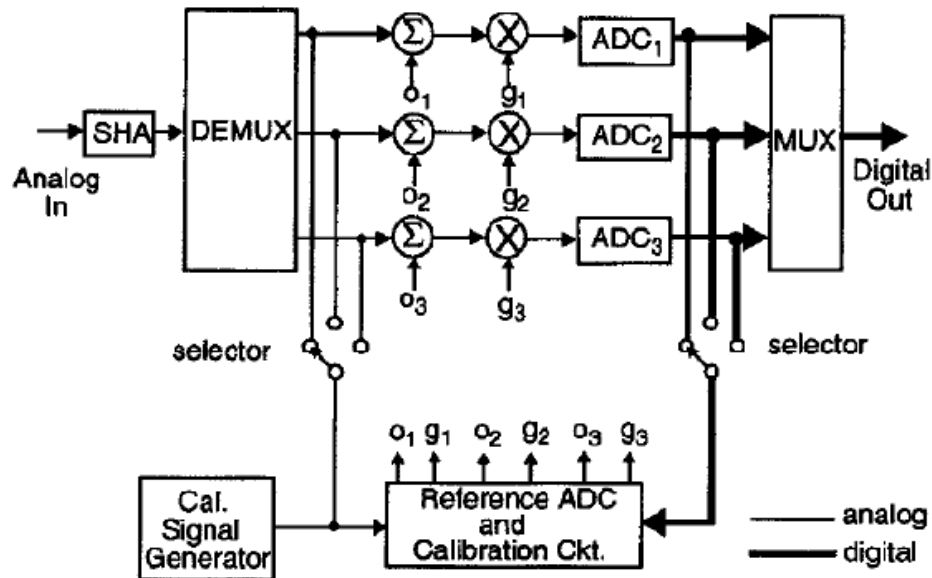 SHA
Analog
In
DEMUX
Σ
o₁
X
g₁
ADC₁
Σ
o₂
X
g₂
ADC₂
Σ
o₃
X
g₃
ADC₃
MUX
Digital
Out
selector
selector
o₁ g₁ o₂ g₂ o₃ g₃
Cal.
Signal
Generator
Reference ADC
and
Calibration Ckt.
analog
digital